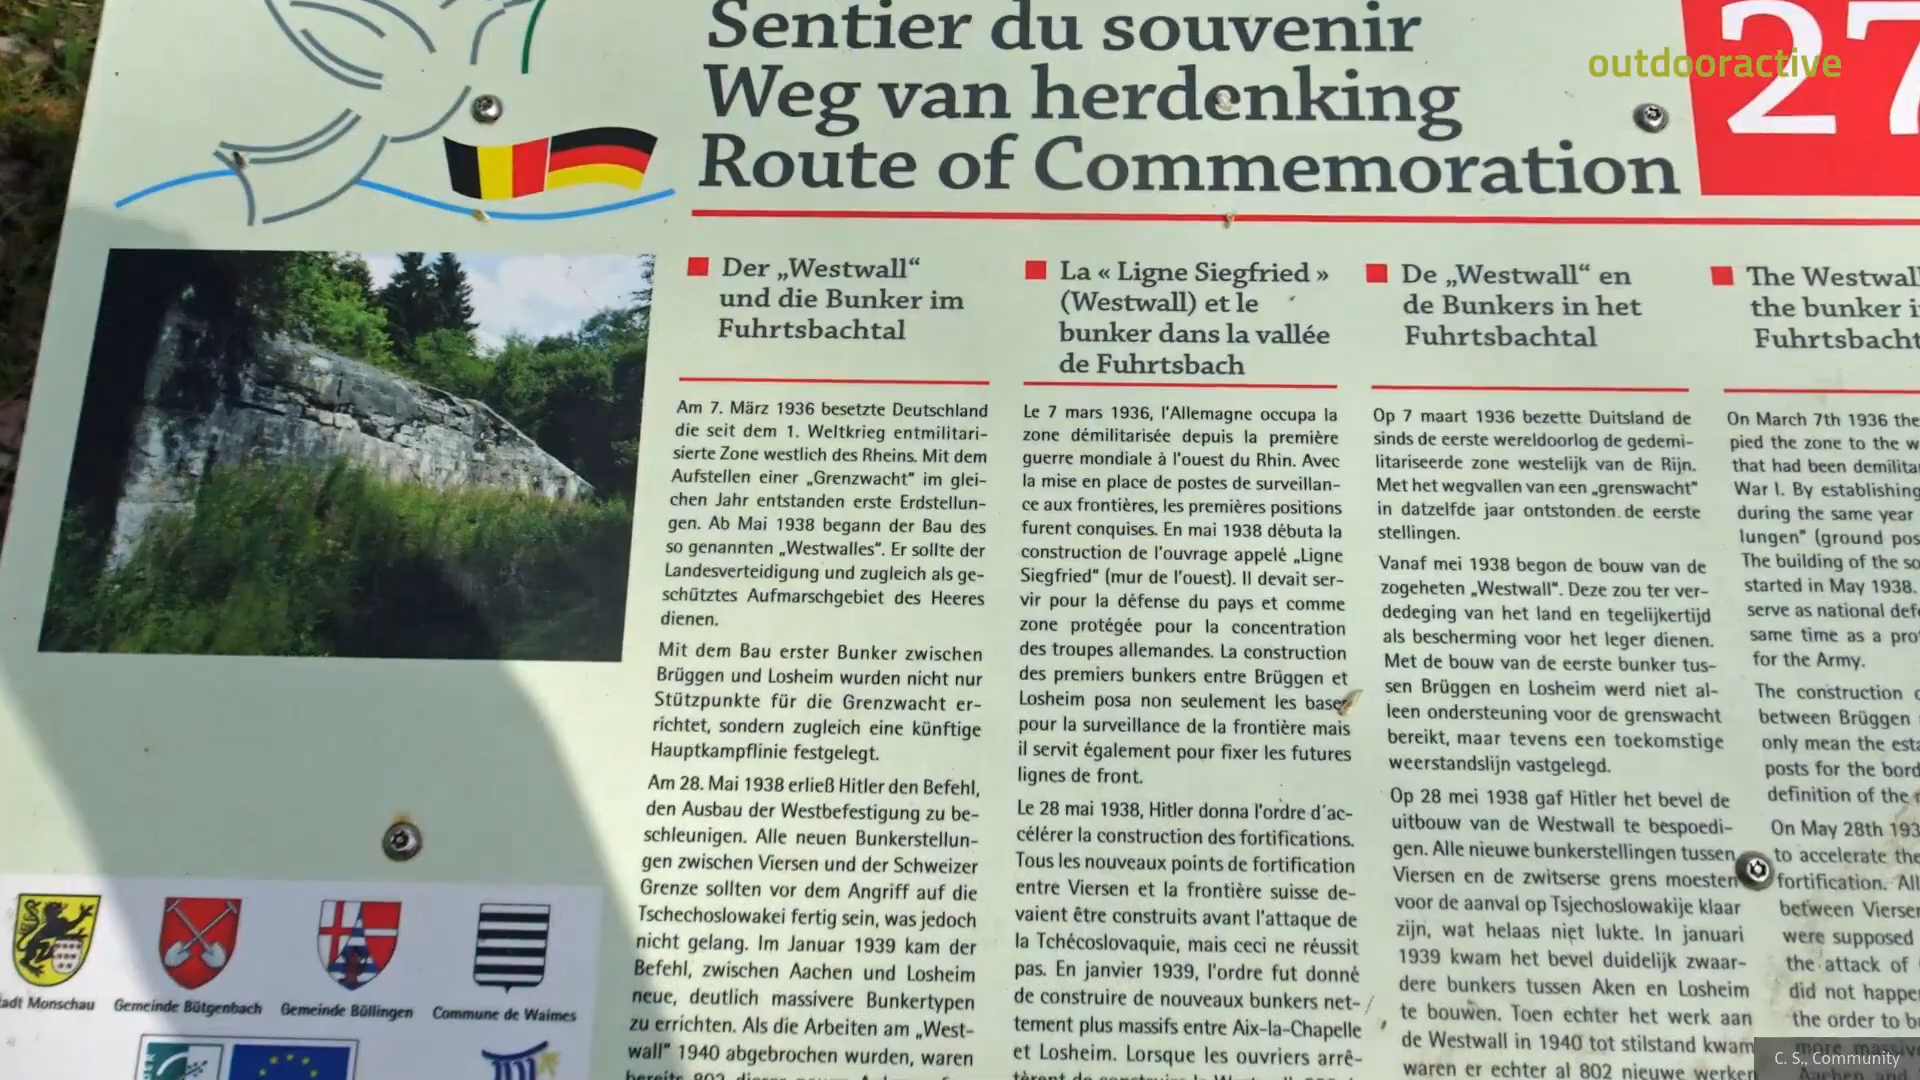 Sentier du souvenir
Weg van herdenking
Route of Commemoration
27
outdooractive
Der „Westwall“
und die Bunker im
Fuhrtsbachtal
Am 7. März 1936 besetzte Deutschland
die seit dem 1. Weltkrieg entmilitari-
sierte Zone westlich des Rheins. Mit dem
Aufstellen einer „Grenzwacht“ im glei-
chen Jahr entstanden erste Erdstellun-
gen. Ab Mai 1938 begann der Bau des
so genannten „Westwalles“. Er sollte der
Landesverteidigung und zugleich als ge-
schütztes Aufmarschgebiet des Heeres
dienen.
Mit dem Bau erster Bunker zwischen
Brüggen und Losheim wurden nicht nur
Stützpunkte für die Grenzwacht er-
richtet, sondern zugleich eine künftige
Hauptkampflinie festgelegt.
Am 28. Mai 1938 erließ Hitler den Befehl,
den Ausbau der Westbefestigung zu be-
schleunigen. Alle neuen Bunkerstellun-
gen zwischen Viersen und der Schweizer
Grenze sollten vor dem Angriff auf die
Tschechoslowakei fertig sein, was jedoch
nicht gelang. Im Januar 1939 kam der
Befehl, zwischen Aachen und Losheim
neue, deutlich massivere Bunkertypen
zu errichten. Als die Arbeiten am „West-
wall“ 1940 abgebrochen wurden, waren
La « Ligne Siegfried »
(Westwall) et le
bunker dans la vallée
de Fuhrtsbach
Le 7 mars 1936, l'Allemagne occupa la
zone démilitarisée depuis la première
guerre mondiale à l'ouest du Rhin. Avec
la mise en place de postes de surveillan-
ce aux frontières, les premières positions
furent conquises. En mai 1938 débuta la
construction de l'ouvrage appelé „Ligne
Siegfried“ (mur de l'ouest). Il devait ser-
vir pour la défense du pays et comme
zone protégée pour la concentration
des troupes allemandes. La construction
des premiers bunkers entre Brüggen et
Losheim posa non seulement les bases
pour la surveillance de la frontière mais
il servit également pour fixer les futures
lignes de front.
Le 28 mai 1938, Hitler donna l'ordre d'ac-
célérer la construction des fortifications.
Tous les nouveaux points de fortification
entre Viersen et la frontière suisse de-
vaient être construits avant l'attaque de
la Tchécoslovaquie, mais ceci ne réussit
pas. En janvier 1939, l'ordre fut donné
de construire de nouveaux bunkers net-
tement plus massifs entre Aix-la-Chapelle
et Losheim. Lorsque les ouvriers arrê-
De „Westwall“ en
de Bunkers in het
Fuhrtsbachtal
Op 7 maart 1936 bezette Duitsland de
sinds de eerste wereldoorlog de gedemi-
litariseerde zone westelijk van de Rijn.
Met het wegvallen van een „grenswacht“
in datzelfde jaar ontstonden de eerste
stellingen.
Vanaf mei 1938 begon de bouw van de
zogeheten „Westwall“. Deze zou ter ver-
dedeging van het land en tegelijkertijd
als bescherming voor het leger dienen.
Met de bouw van de eerste bunker tus-
sen Brüggen en Losheim werd niet al-
leen ondersteuning voor de grenswacht
bereikt, maar tevens een toekomstige
weerstandslijn vastgelegd.
Op 28 mei 1938 gaf Hitler het bevel de
uitbouw van de Westwall te bespoedi-
gen. Alle nieuwe bunkerstellingen tussen
Viersen en de zwitserse grens moesten
voor de aanval op Tsjechoslowakije klaar
zijn, wat helaas niet lukte. In januari
1939 kwam het bevel duidelijk zwaar-
dere bunkers tussen Aken en Losheim
te bouwen. Toen echter het werk aan
de Westwall in 1940 tot stilstand kwam
waren er echter al 802 nieuwe werken
The Westwall
the bunker i
Fuhrtsbacht
On March 7th 1936 the
pied the zone to the w
that had been demilita
War I. By establishing
during the same year
lungen“ (ground pos
The building of the so
started in May 1938.
serve as national defe
same time as a pro
for the Army.
The construction
between Brüggen
only mean the esta
posts for the bord
definition of the
On May 28th 193
to accelerate the
fortification. All
between Viersen
were supposed
the attack of
did not happe
the order to b
more massive
adt Monschau
Gemeinde Bütgenbach
Gemeinde Büllingen
Commune de Waimes
C. S., Community